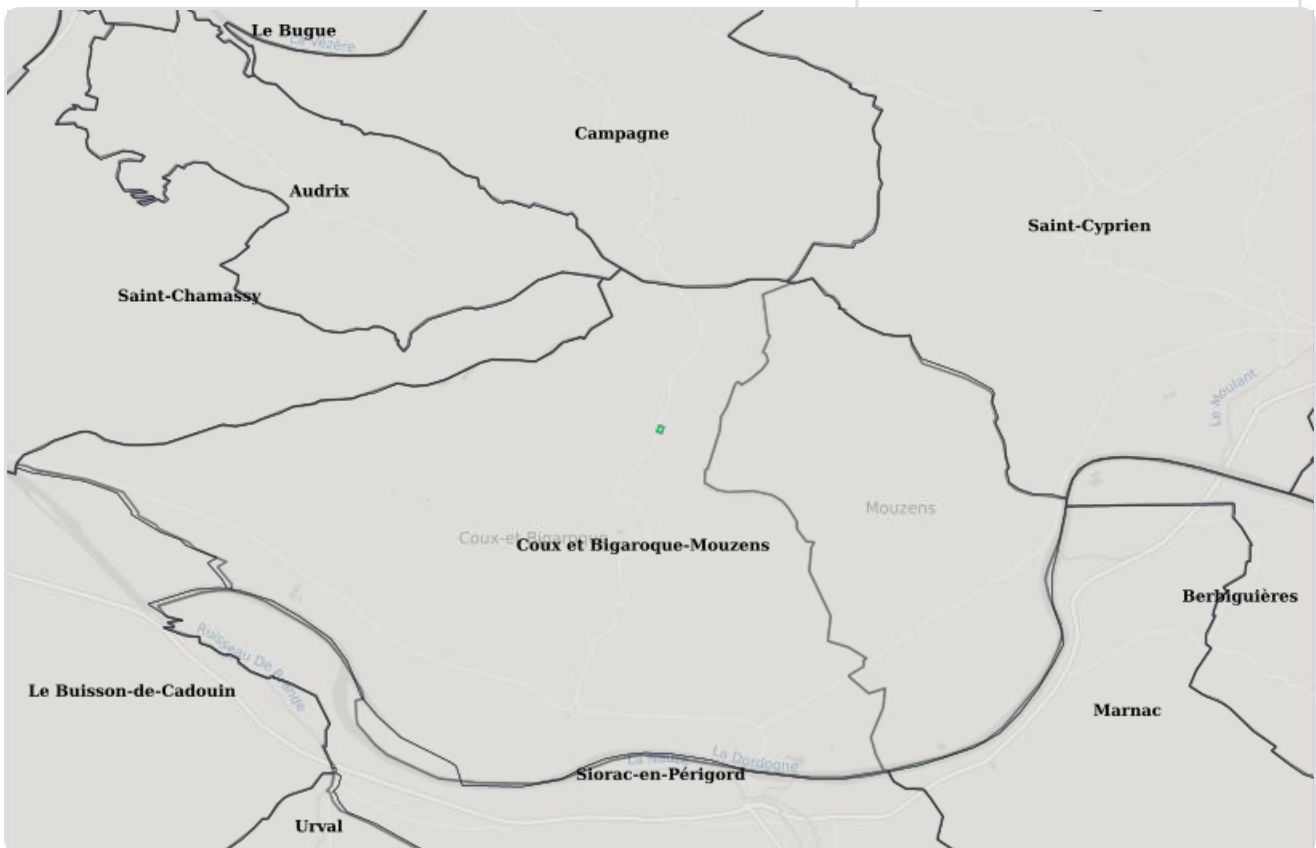 Le Bugue
La Vézère
Campagne
Audrix
Saint-Cyprien
Saint-Chamassy
Le Moulant
Mouzens
Coux-et Bigaroque
Coux et Bigaroque-Mouzens
Berbiguières
Ruisseau De
Le Buisson-de-Cadouin
Marnac
La Dordogne
Siorac-en-Périgord
Urval